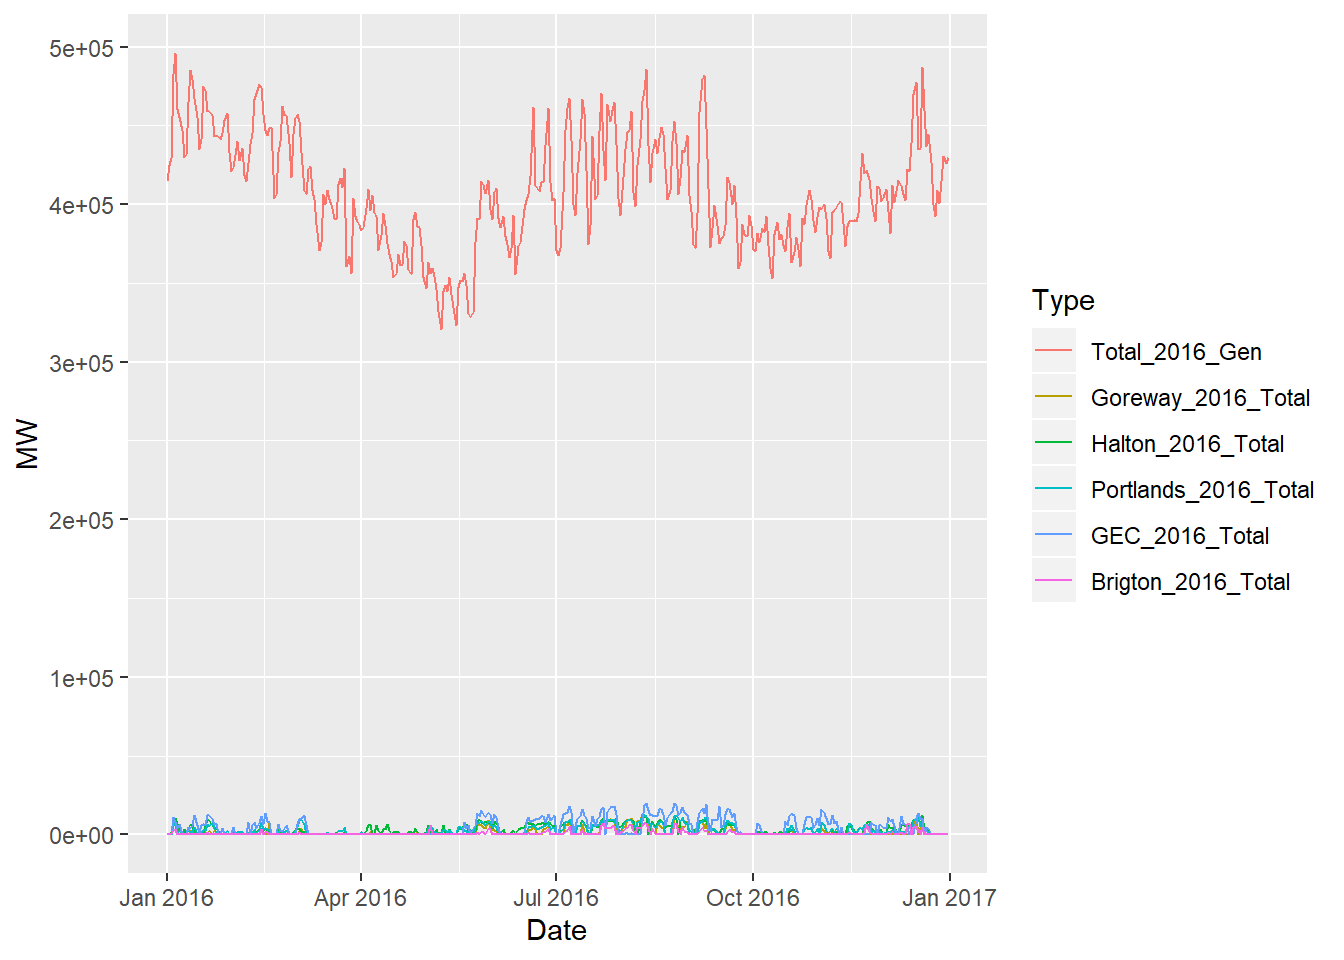 5e+05
4e+05
3e+05
2e+05
1e+05
0e+00
MW
Jan 2016
Apr 2016
Jul 2016
Oct 2016
Jan 2017
Date
Type
Total_2016_Gen
Goreway_2016_Total
Halton_2016_Total
Portlands_2016_Total
GEC_2016_Total
Brigton_2016_Total